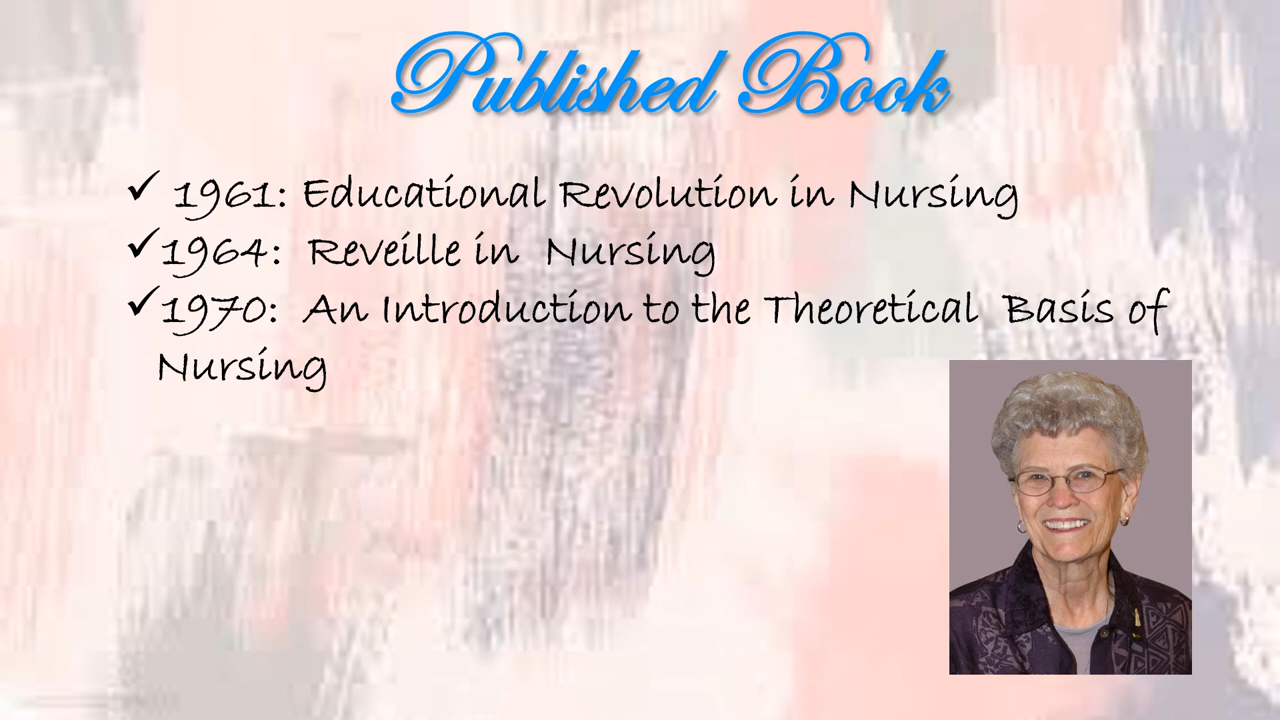 Published Book
✓ 1961: Educational Revolution in Nursing
✓1964: Reveille in Nursing
✓1970: An Introduction to the Theoretical Basis of
Nursing